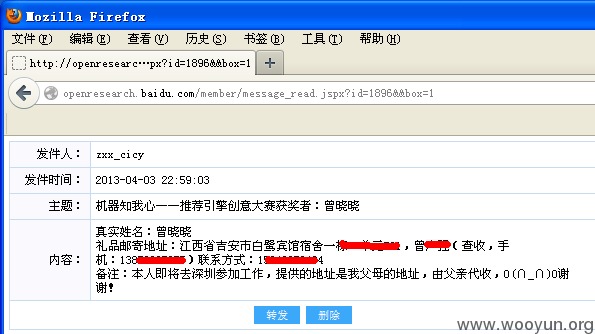 Mozilla Firefox
文件(F) 编辑(E) 查看(V) 历史(S) 书签(B) 工具(T) 帮助(H)
http://openresearc…px?id=1896&&box=1
openresearch.baidu.com/member/message_read.jspx?id=1896&&box=1
发件人： zxx_cicy
发件时间： 2013-04-03 22:59:03
主题： 机器知我心——推荐引擎创意大赛获奖者：曾晓晓
真实姓名：曾晓晓
礼品邮寄地址：江西省吉安市白鹭宾馆宿舍一栋 ，曾 （查收，手
内容： 机：138 ）联系方式：15 4
备注：本人即将去深圳参加工作，提供的地址是我父母的地址，由父亲代收，O(∩_∩)O谢
谢！
转发 删除
www.wooyun.org